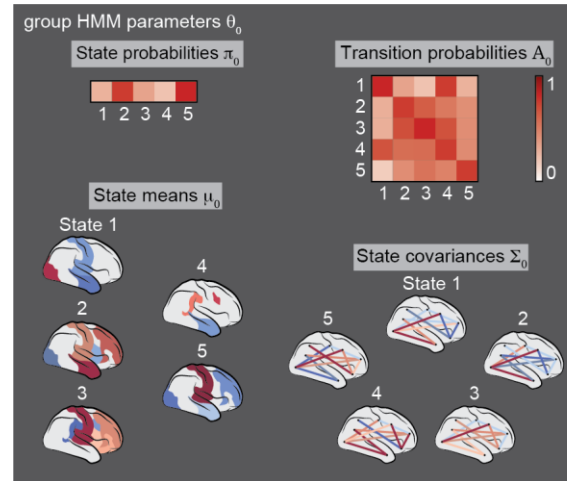 group HMM parameters θ₀
State probabilities π₀
1 2 3 4 5
Transition probabilities A₀
1
2
3
4
5
1 2 3 4 5
1
0
State means μ₀
State 1
2
3
4
5
State covariances Σ₀
State 1
5
2
4
3